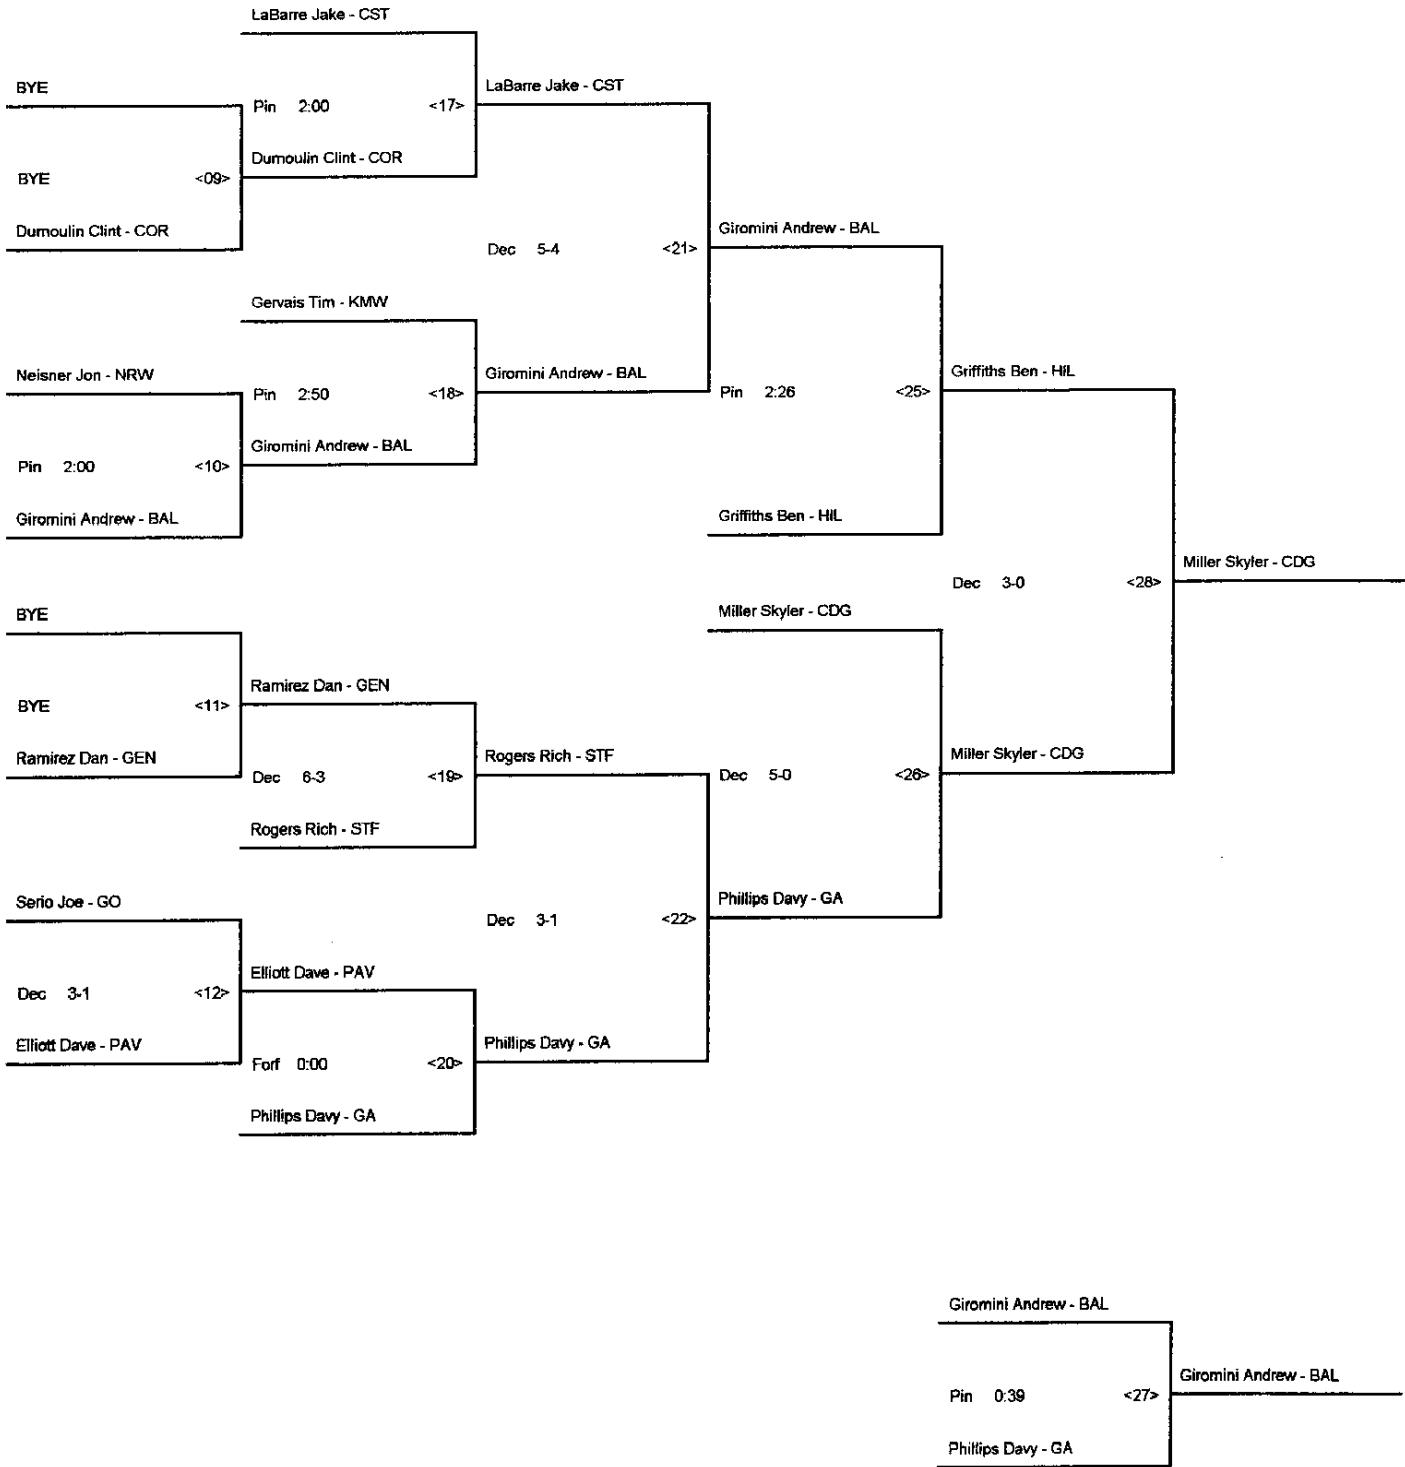 LaBarre Jake - CST
BYE
LaBarre Jake - CST
Pin 2:00 <17>
Dumoulin Clint - COR
BYE <09>
Dumoulin Clint - COR
Giromini Andrew - BAL
Dec 5-4 <21>
Gervais Tim - KMW
Neisner Jon - NRW
Giromini Andrew - BAL
Griffiths Ben - HIL
Pin 2:50 <18>
Pin 2:26 <25>
Giromini Andrew - BAL
Pin 2:00 <10>
Giromini Andrew - BAL
Griffiths Ben - HIL
Miller Skyler - CDG
Dec 3-0 <28>
BYE
Miller Skyler - CDG
Ramirez Dan - GEN
BYE <11>
Ramirez Dan - GEN
Rogers Rich - STF
Miller Skyler - CDG
Dec 6-3 <19>
Dec 5-0 <26>
Rogers Rich - STF
Serio Joe - GO
Phillips Davy - GA
Dec 3-1 <22>
Elliott Dave - PAV
Dec 3-1 <12>
Elliott Dave - PAV
Phillips Davy - GA
Forf 0:00 <20>
Phillips Davy - GA
Giromini Andrew - BAL
Giromini Andrew - BAL
Pin 0:39 <27>
Phillips Davy - GA